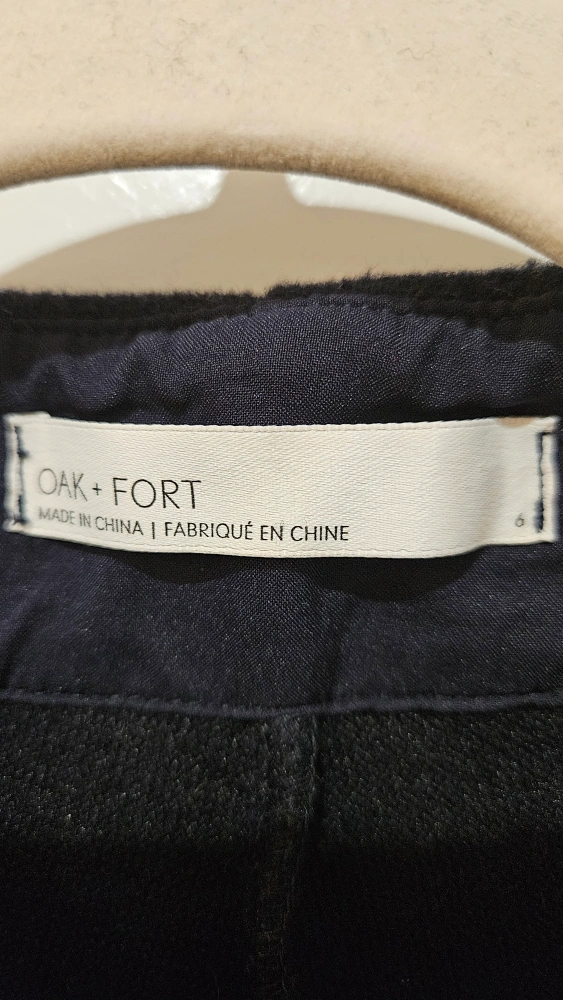 OAK + FORT
MADE IN CHINA | FABRIQUÉ EN CHINE
6